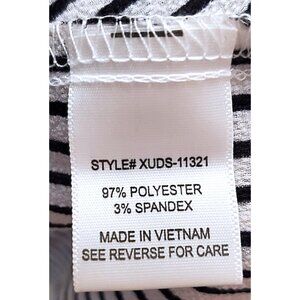 STYLE# XUDS-11321
97% POLYESTER
3% SPANDEX
MADE IN VIETNAM
SEE REVERSE FOR CARE